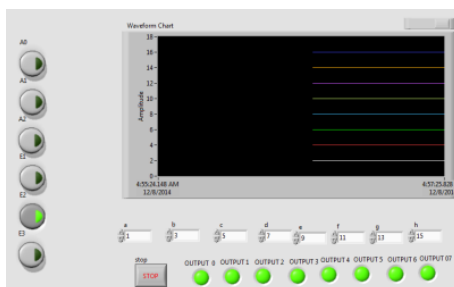 Waveform Chart
A0
A1
A2
E1
E2
E3
Amplitude
18
16
14
12
10
8
6
4
2
0
4:55:24.148 AM
12/8/2014
4:57:25.828
12/8/201
a
b
c
d
e
f
g
h
1
3
5
7
9
11
13
15
stop
STOP
OUTPUT 0 OUTPUT 1 OUTPUT 2 OUTPUT 3 OUTPUT 4 OUTPUT 5 OUTPUT 6 OUTPUT 07